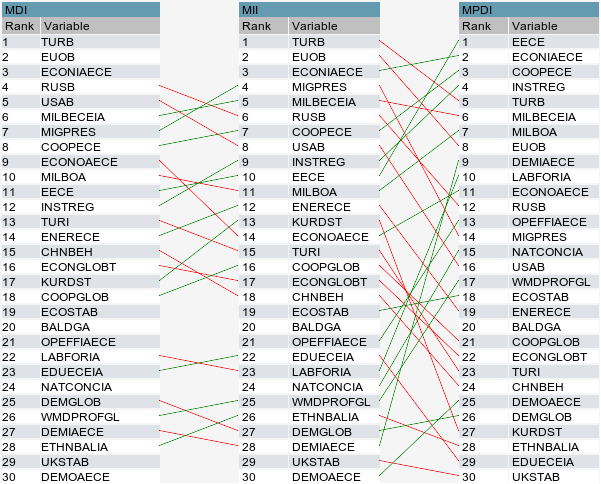 MDI MII MPDI
Rank Variable Rank Variable Rank Variable
1 TURB 1 TURB 1 EECE
2 EUOB 2 EUOB 2 ECONIAECE
3 ECONIAECE 3 ECONIAECE 3 COOPECE
4 RUSB 4 MIGPRES 4 INSTREG
5 USAB 5 MILBECEIA 5 TURB
6 MILBECEIA 6 RUSB 6 MILBECEIA
7 MIGPRES 7 COOPECE 7 MILBOA
8 COOPECE 8 USAB 8 EUOB
9 ECONOAECE 9 INSTREG 9 DEMIAECE
10 MILBOA 10 EECE 10 LABFORIA
11 EECE 11 MILBOA 11 ECONOAECE
12 INSTREG 12 ENERECE 12 RUSB
13 TURI 13 KURDST 13 OPEFFIAECE
14 ENERECE 14 ECONOAECE 14 MIGPRES
15 CHNBEH 15 TURI 15 NATCONCIA
16 ECONGLOBT 16 COOPGLOB 16 USAB
17 KURDST 17 ECONGLOBT 17 WMDPROFGL
18 COOPGLOB 18 CHNBEH 18 ECOSTAB
19 ECOSTAB 19 ECOSTAB 19 ENERECE
20 BALDGA 20 BALDGA 20 BALDGA
21 OPEFFIAECE 21 OPEFFIAECE 21 COOPGLOB
22 LABFORIA 22 EDUECEIA 22 ECONGLOBT
23 EDUECEIA 23 LABFORIA 23 TURI
24 NATCONCIA 24 NATCONCIA 24 CHNBEH
25 DEMGLOB 25 WMDPROFGL 25 DEMOAECE
26 WMDPROFGL 26 ETHNBALIA 26 DEMGLOB
27 DEMIAECE 27 DEMGLOB 27 KURDST
28 ETHNBALIA 28 DEMIAECE 28 ETHNBALIA
29 UKSTAB 29 UKSTAB 29 EDUECEIA
30 DEMOAECE 30 DEMOAECE 30 UKSTAB